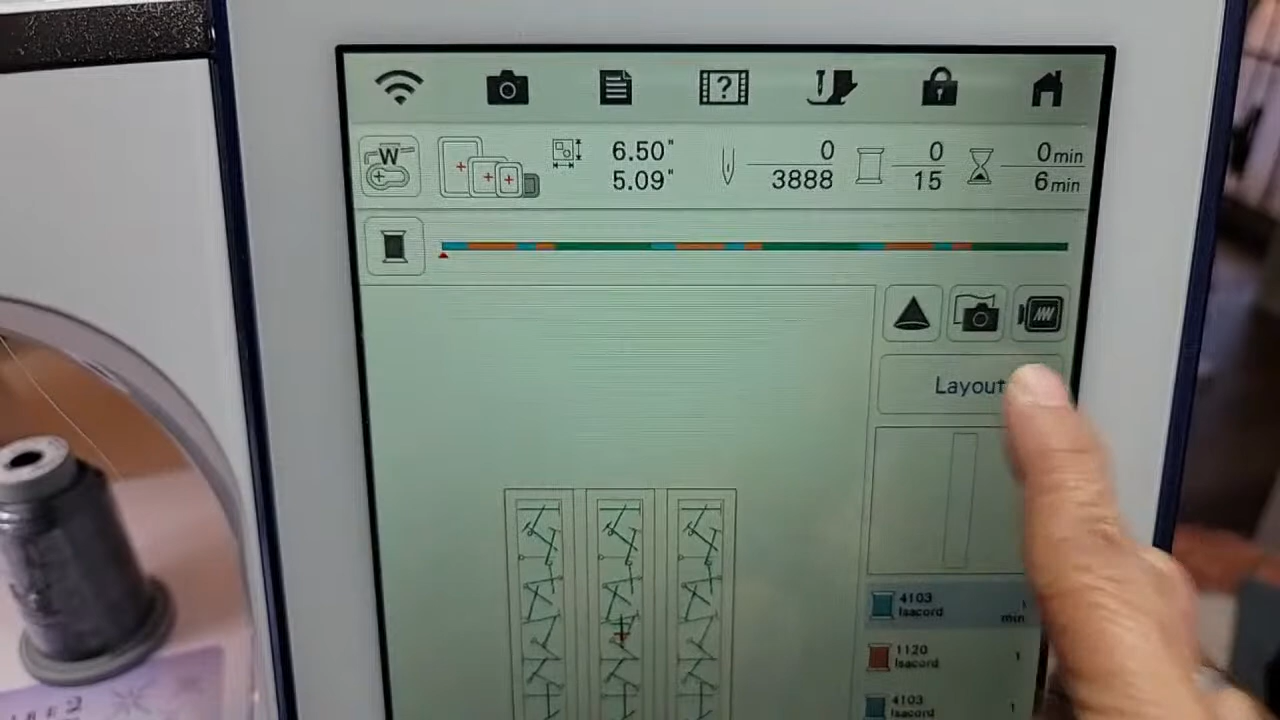 ?
W
6.50"
5.09"
0
3888
0
15
0min
6min
Layout
4103
Isacord
1
min
1120
Isacord
1
4103
Isacord
1